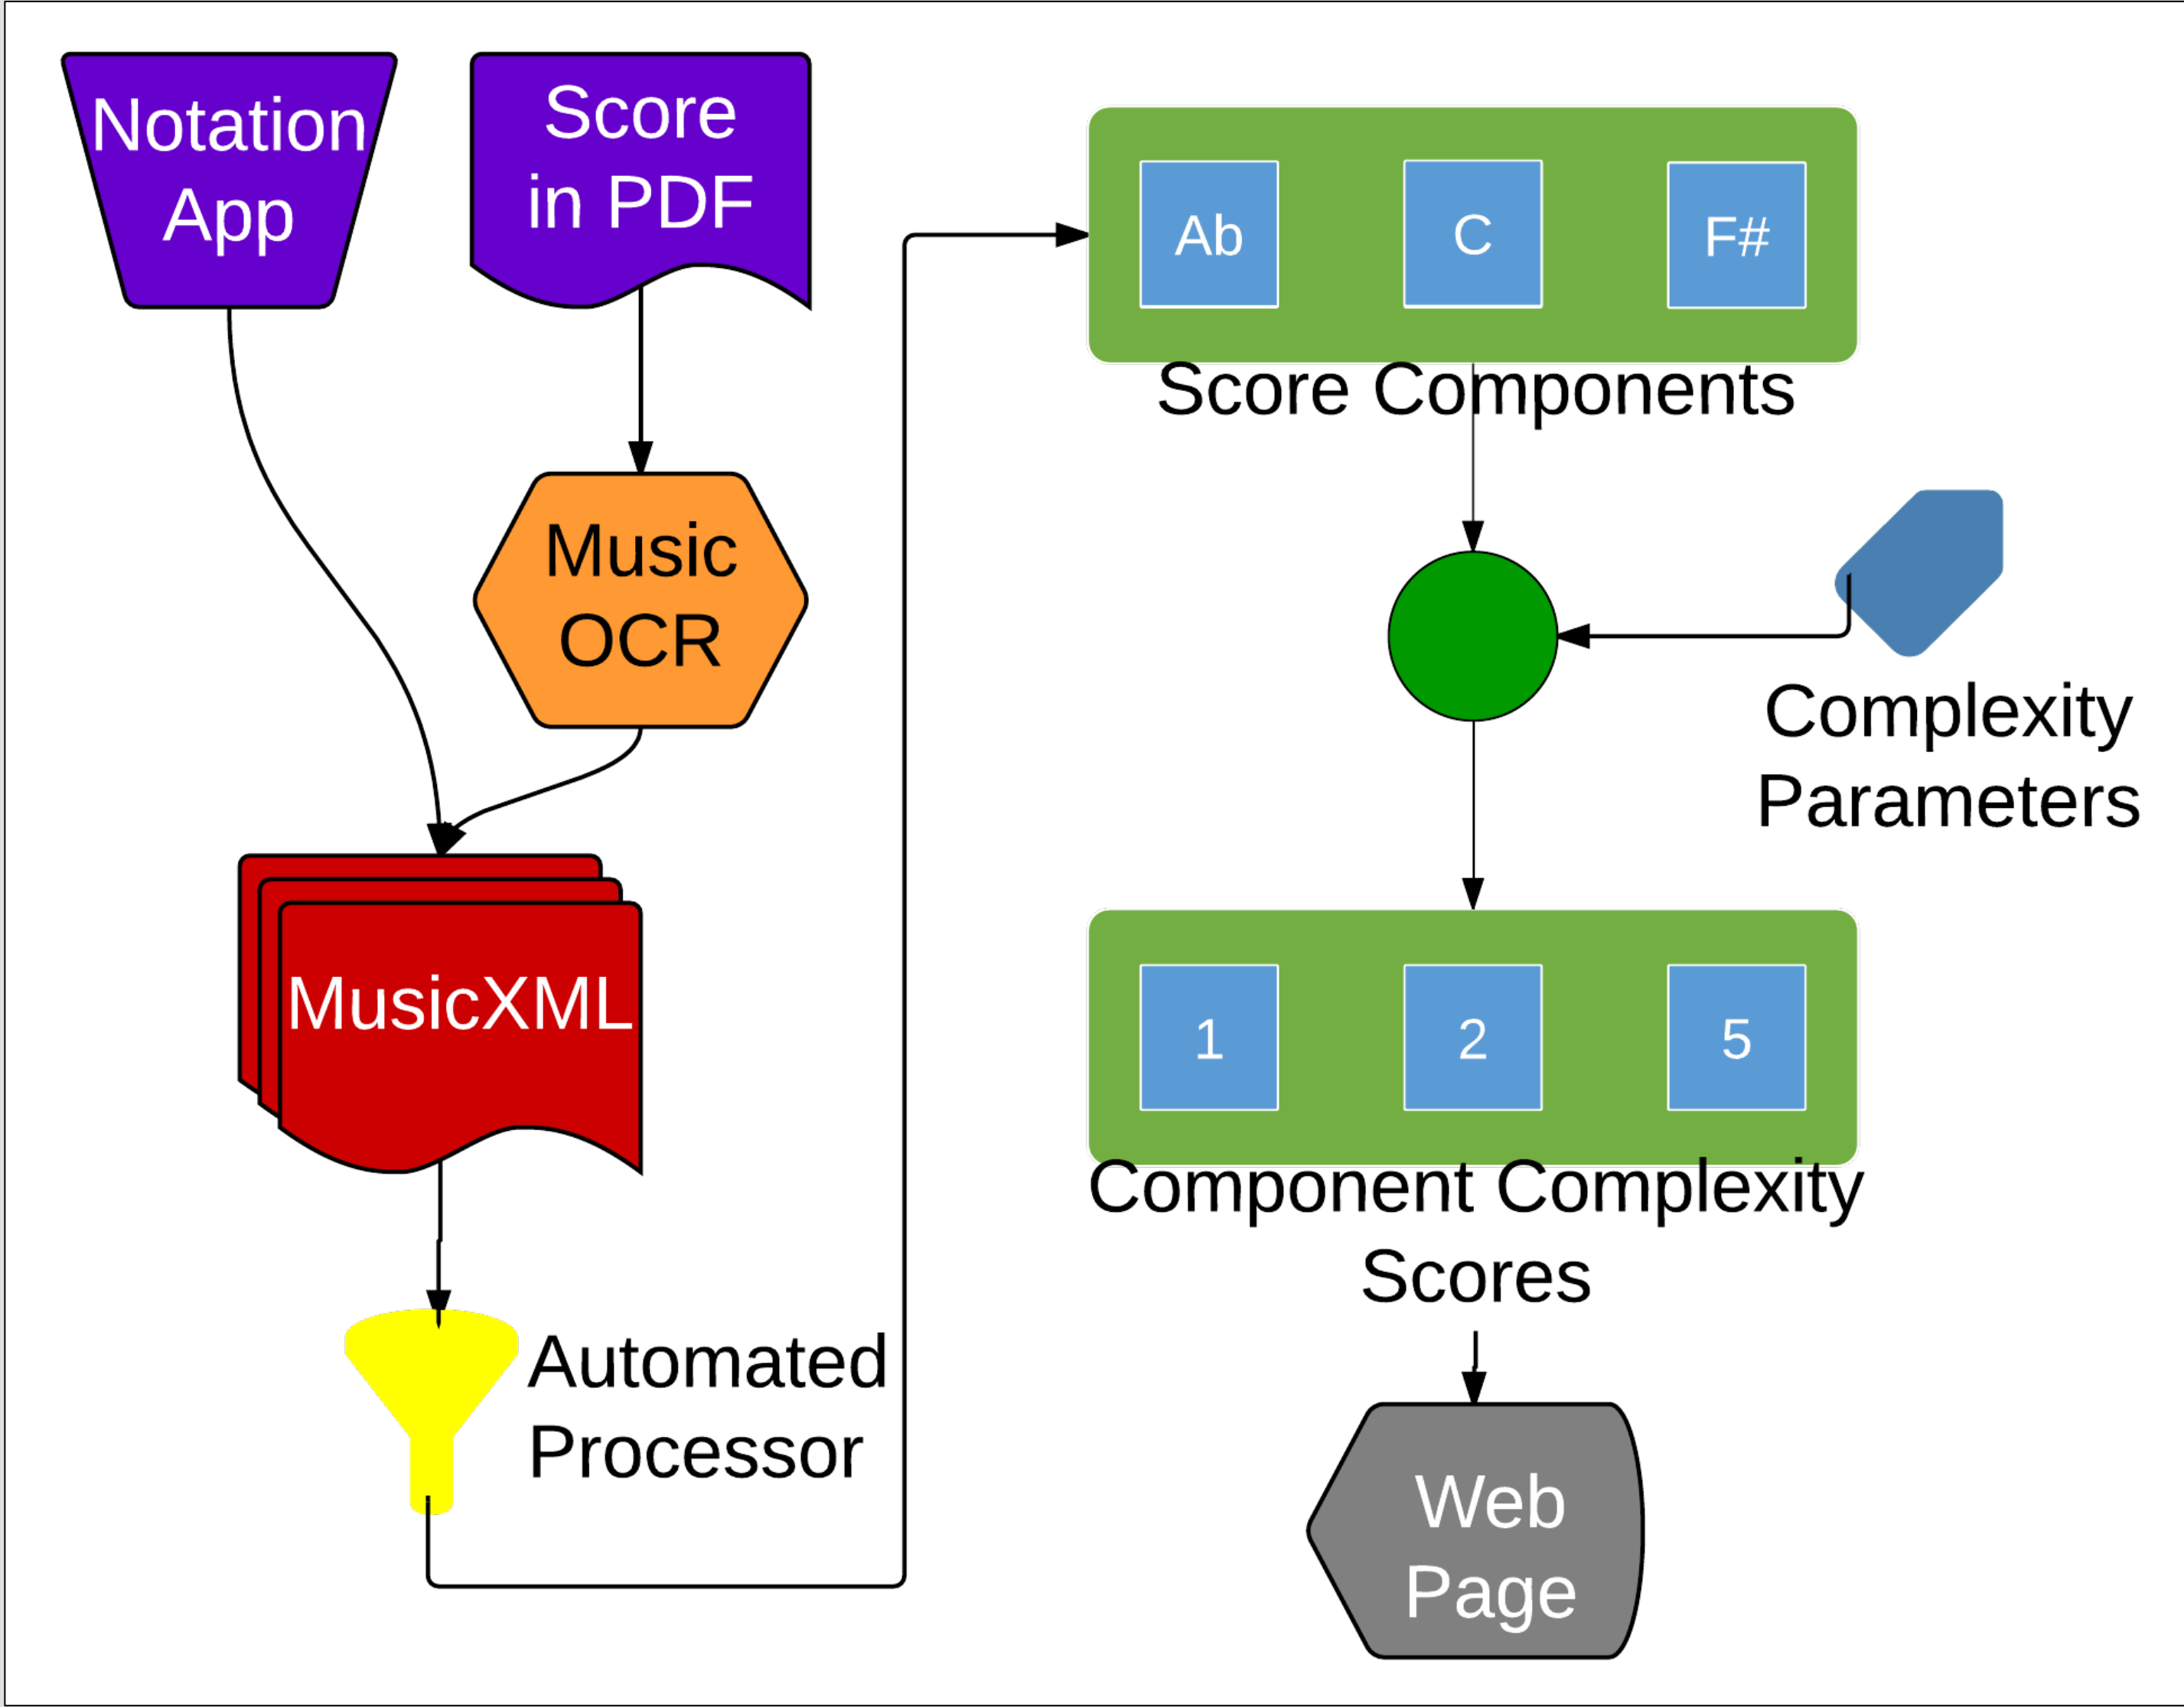 Notation
App
Score
in PDF
Music
OCR
MusicXML
Automated
Processor
Ab
C
F#
Score Components
Complexity
Parameters
1
2
5
Component Complexity
Scores
Web
Page